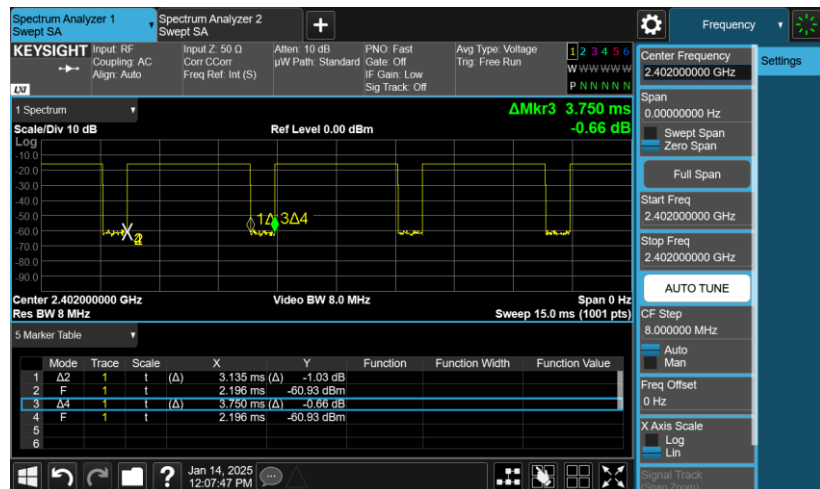 Spectrum Analyzer 1
Swept SA
Spectrum Analyzer 2
Swept SA
+
Frequency
KEYSIGHT
Input: RF
Coupling: AC
Align: Auto
Input Z: 50 Ω
Corr CCorr
Freq Ref: Int (S)
Atten: 10 dB
µW Path: Standard
PNO: Fast
Gate: Off
IF Gain: Low
Sig Track: Off
Avg Type: Voltage
Trig: Free Run
1 2 3 4 5 6
W W W W W W
P N N N N N
LXI
1 Spectrum
ΔMkr3 3.750 ms
-0.66 dB
Scale/Div 10 dB
Ref Level 0.00 dBm
Log
-10.0
-20.0
-30.0
-40.0
-50.0
-60.0
-70.0
-80.0
-90.0
1Δ
3Δ4
X
Center 2.402000000 GHz
Video BW 8.0 MHz
Span 0 Hz
Res BW 8 MHz
Sweep 15.0 ms (1001 pts)
5 Marker Table
Mode Trace Scale X Y Function Function Width Function Value
1 Δ2 1 t (Δ) 3.135 ms (Δ) -1.03 dB
2 F 1 t 2.196 ms -60.93 dBm
3 Δ4 1 t (Δ) 3.750 ms (Δ) -0.66 dB
4 F 1 t 2.196 ms -60.93 dBm
5
6
?
Jan 14, 2025
12:07:47 PM
Center Frequency
2.402000000 GHz
Settings
Span
0.00000000 Hz
Swept Span
Zero Span
Full Span
Start Freq
2.402000000 GHz
Stop Freq
2.402000000 GHz
AUTO TUNE
CF Step
8.000000 MHz
Auto
Man
Freq Offset
0 Hz
X Axis Scale
Log
Lin
Signal Track
(Span Zoom)